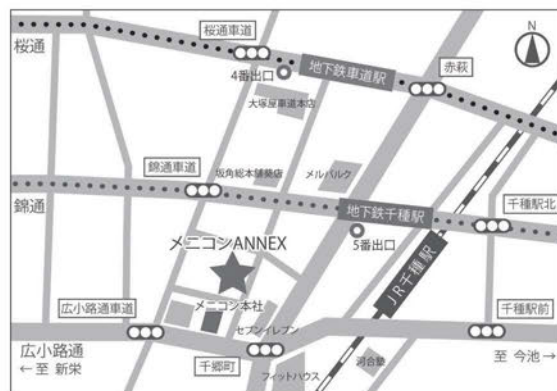 N
桜通車道
桜通
地下鉄車道駅
赤萩
4番出口
大塚屋車道本店
錦通車道
坂角総本舗葵店
メルパルク
錦通
地下鉄千種駅
千種駅北
5番出口
メニコンANNEX
JR千種駅
広小路通車道
メニコン本社
セブンイレブン
千種駅前
広小路通
←至 新栄
千郷町
フィットハウス
河合塾
至 今池→